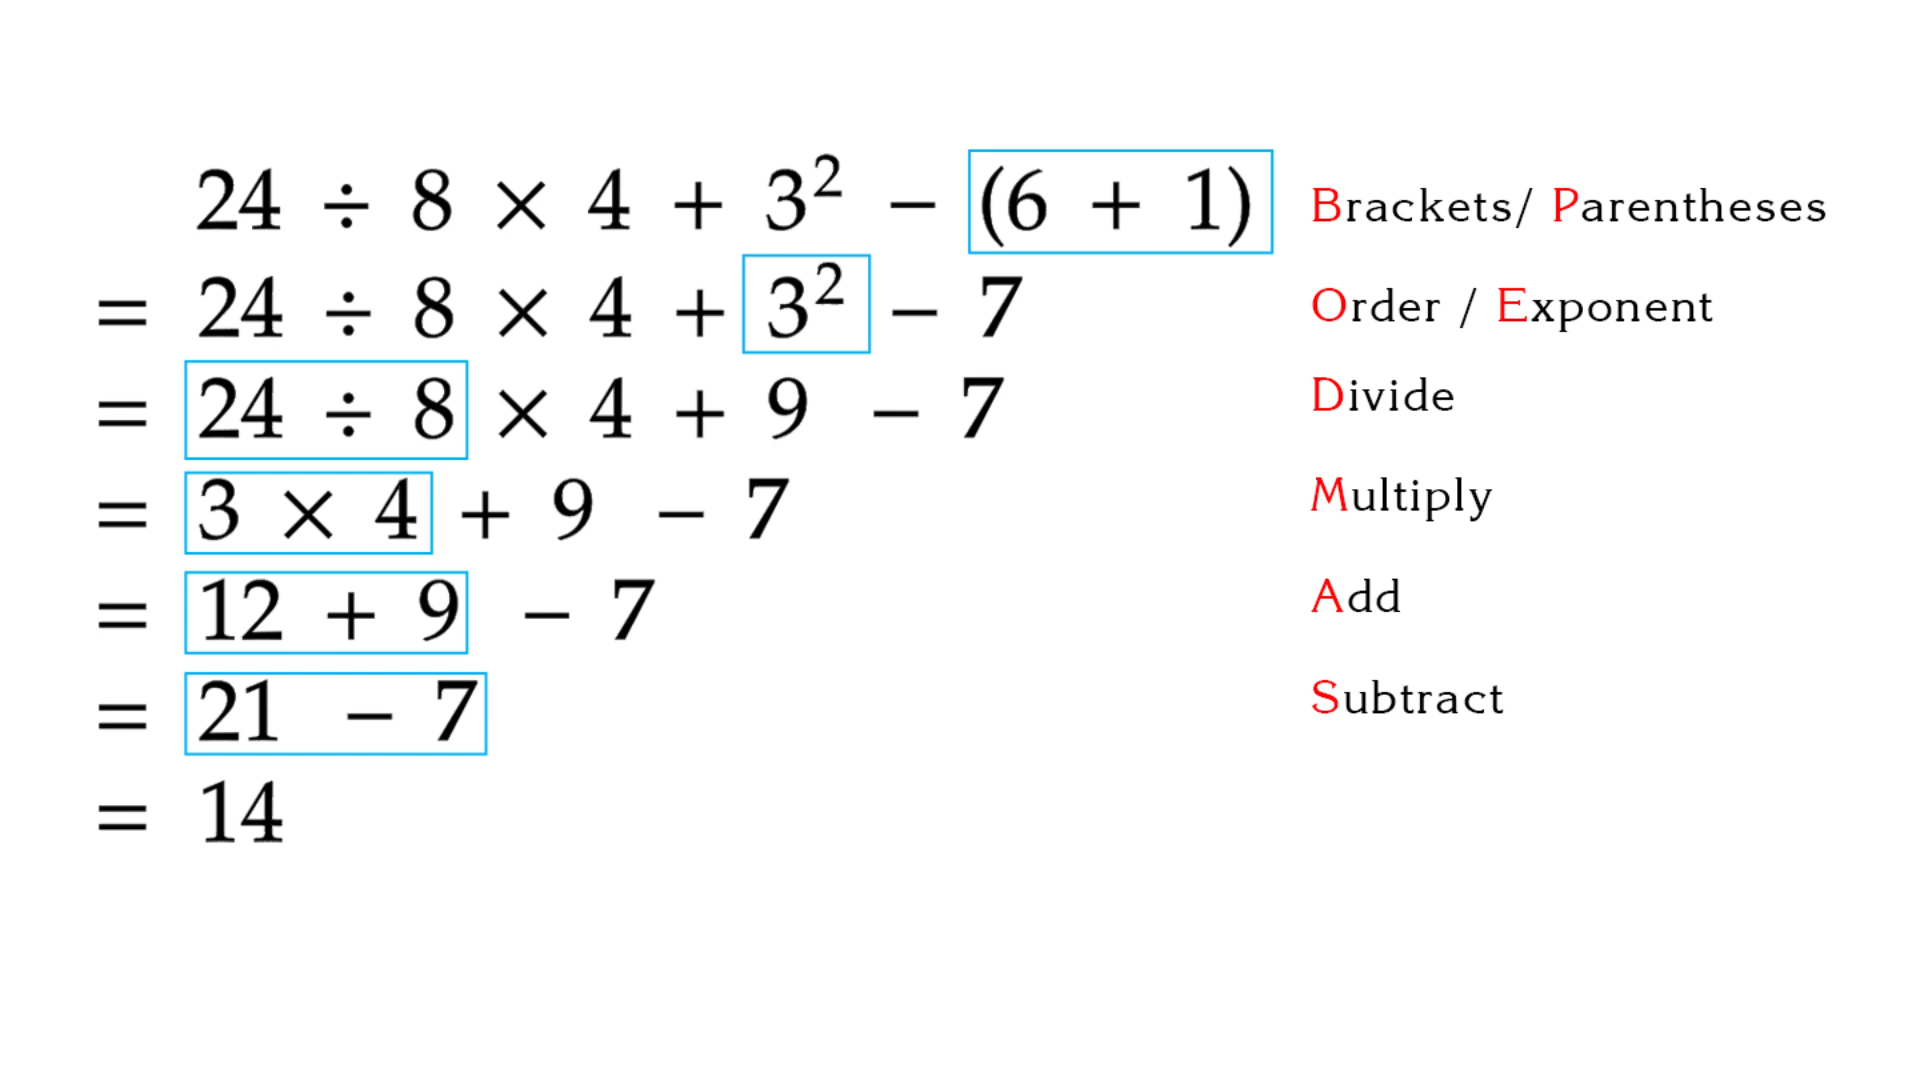 24 ÷ 8 × 4 + 3² − (6 + 1) Brackets/ Parentheses
= 24 ÷ 8 × 4 + 3² − 7 Order / Exponent
= 24 ÷ 8 × 4 + 9 − 7 Divide
= 3 × 4 + 9 − 7 Multiply
= 12 + 9 − 7 Add
= 21 − 7 Subtract
= 14